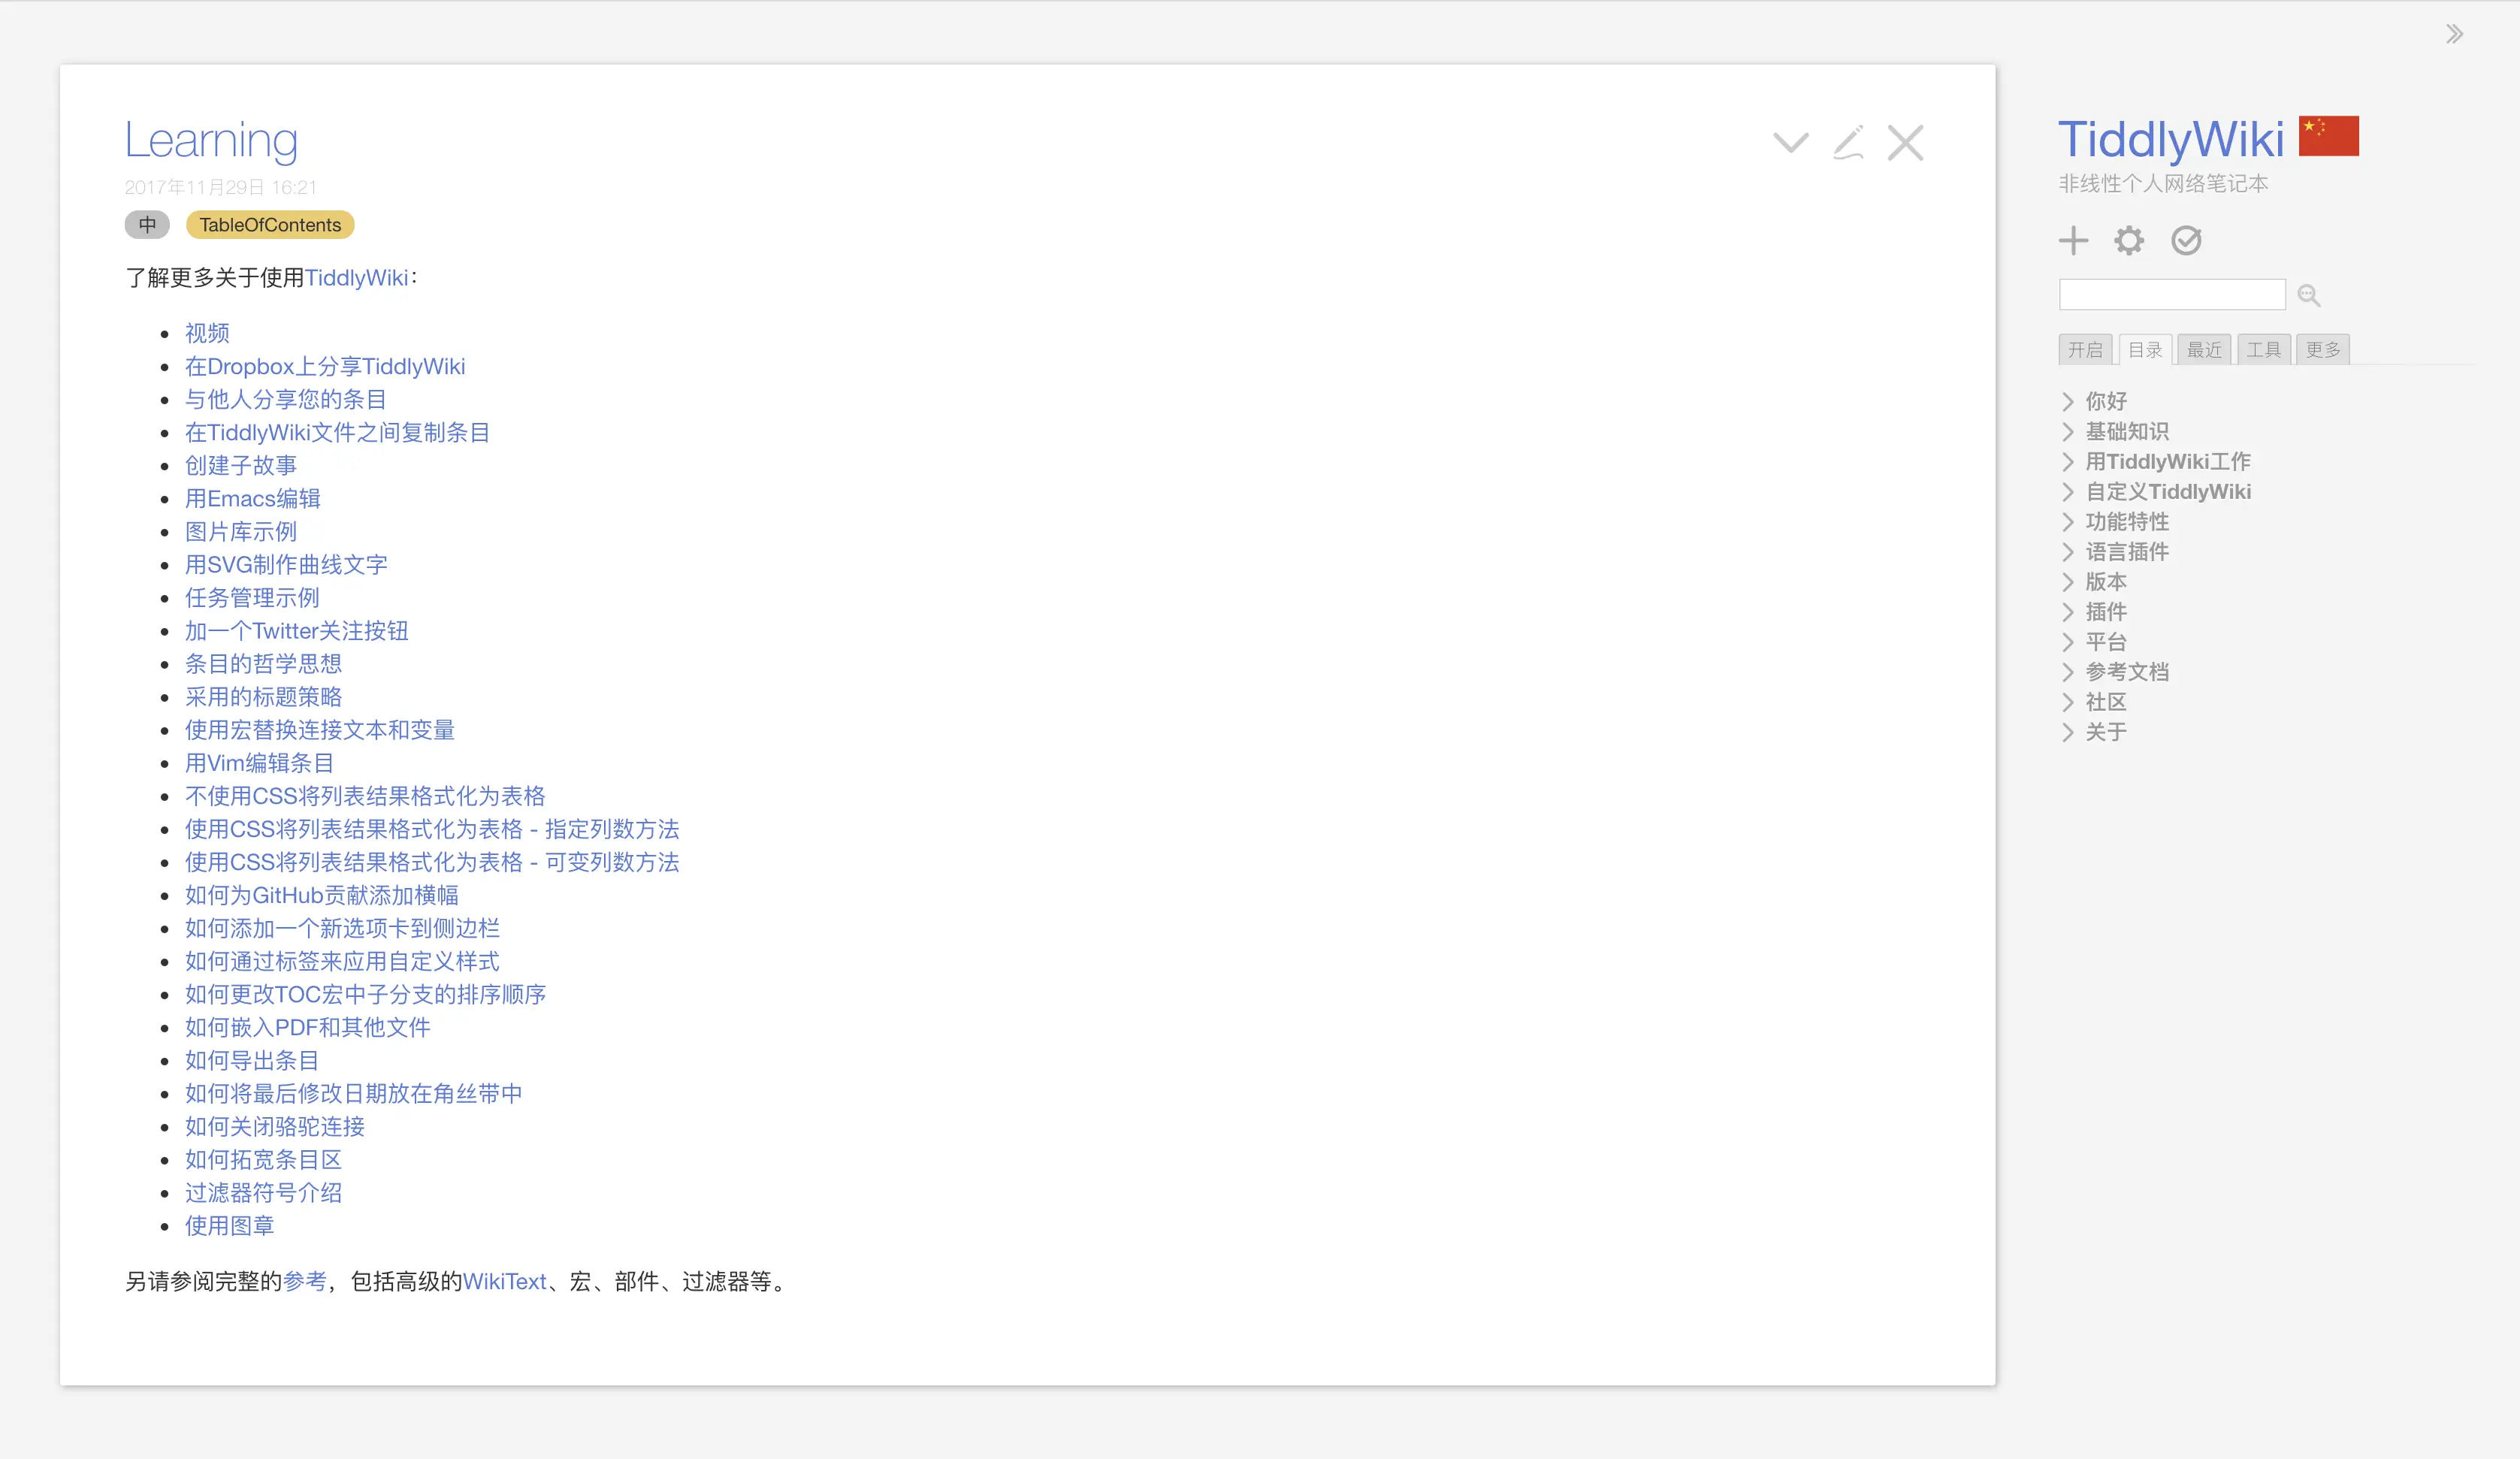 Learning
2017年11月29日 16:21
中 TableOfContents
了解更多关于使用TiddlyWiki：
视频
在Dropbox上分享TiddlyWiki
与他人分享您的条目
在TiddlyWiki文件之间复制条目
创建子故事
用Emacs编辑
图片库示例
用SVG制作曲线文字
任务管理示例
加一个Twitter关注按钮
条目的哲学思想
采用的标题策略
使用宏替换连接文本和变量
用Vim编辑条目
不使用CSS将列表结果格式化为表格
使用CSS将列表结果格式化为表格 - 指定列数方法
使用CSS将列表结果格式化为表格 - 可变列数方法
如何为GitHub贡献添加横幅
如何添加一个新选项卡到侧边栏
如何通过标签来应用自定义样式
如何更改TOC宏中子分支的排序顺序
如何嵌入PDF和其他文件
如何导出条目
如何将最后修改日期放在角丝带中
如何关闭骆驼连接
如何拓宽条目区
过滤器符号介绍
使用图章
另请参阅完整的参考，包括高级的WikiText、宏、部件、过滤器等。
TiddlyWiki
非线性个人网络笔记本
开启 目录 最近 工具 更多
你好
基础知识
用TiddlyWiki工作
自定义TiddlyWiki
功能特性
语言插件
版本
插件
平台
参考文档
社区
关于